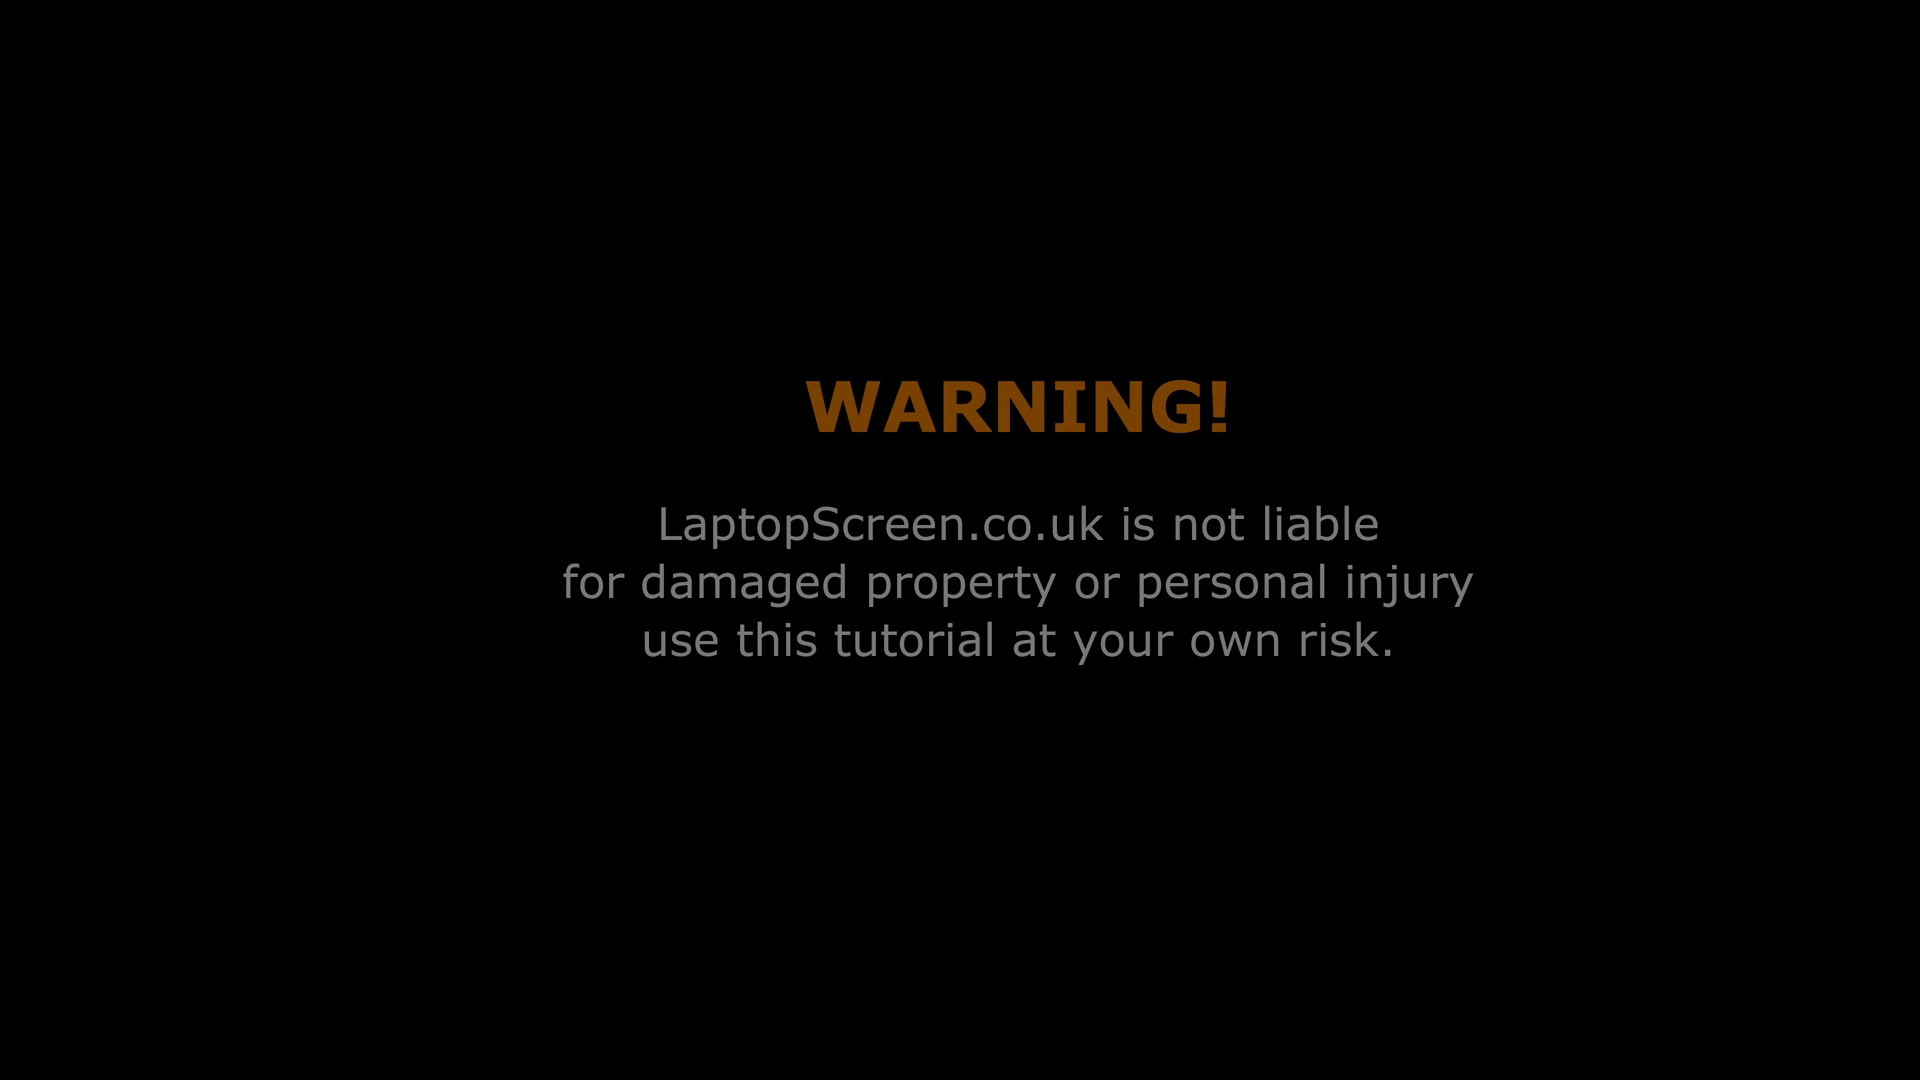 WARNING!
LaptopScreen.co.uk is not liable
for damaged property or personal injury
use this tutorial at your own risk.